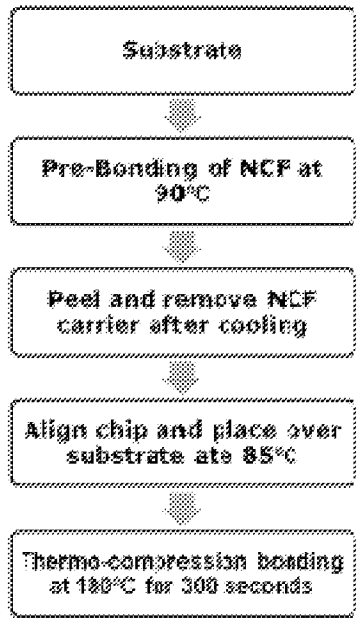 Substrate
Pre-Bonding of NCF at
90°C
Peel and remove NCF
carrier after cooling
Align chip and place over
substrate ate 85°C
Thermo-compression bonding
at 180°C for 300 seconds